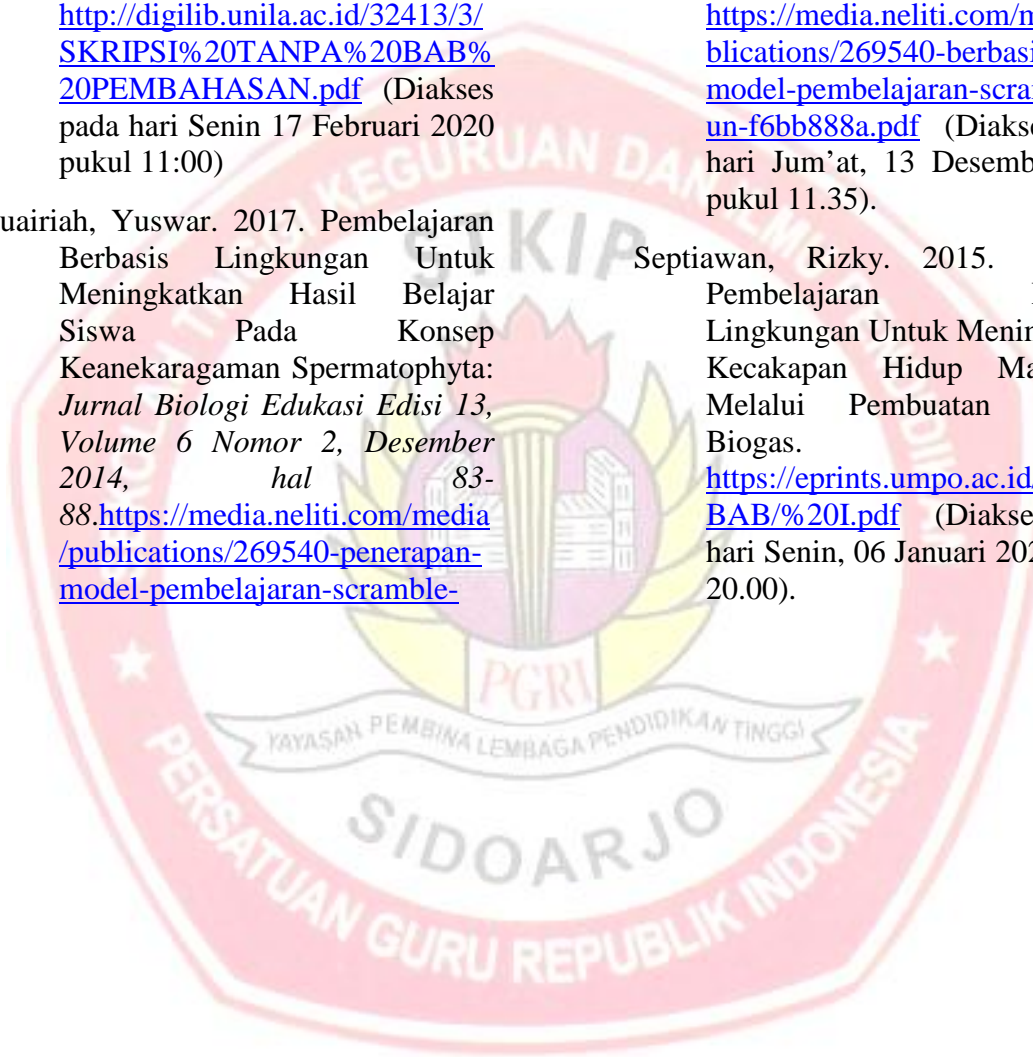 http://digilib.unila.ac.id/32413/3/
SKRIPSI%20TANPA%20BAB%
20PEMBAHASAN.pdf (Diakses
pada hari Senin 17 Februari 2020
pukul 11:00)
uairiah, Yuswar. 2017. Pembelajaran
Berbasis Lingkungan Untuk
Meningkatkan Hasil Belajar
Siswa Pada Konsep
Keanekaragaman Spermatophyta:
Jurnal Biologi Edukasi Edisi 13,
Volume 6 Nomor 2, Desember
2014, hal 83-
88.https://media.neliti.com/media
/publications/269540-penerapan-
model-pembelajaran-scramble-
https://media.neliti.com/m
blications/269540-berbasi
model-pembelajaran-scra
un-f6bb888a.pdf (Diaks
hari Jum’at, 13 Desemb
pukul 11.35).
Septiawan, Rizky. 2015.
Pembelajaran
Lingkungan Untuk Menin
Kecakapan Hidup Ma
Melalui Pembuatan
Biogas.
https://eprints.umpo.ac.id/
BAB/%20I.pdf (Diakse
hari Senin, 06 Januari 202
20.00).
STKIP
PGRI
YAYASAN PEMBINA LEMBAGA PENDIDIKAN TINGGI
SIDOARJO
PERSATUAN GURU REPUBLIK INDONESIA